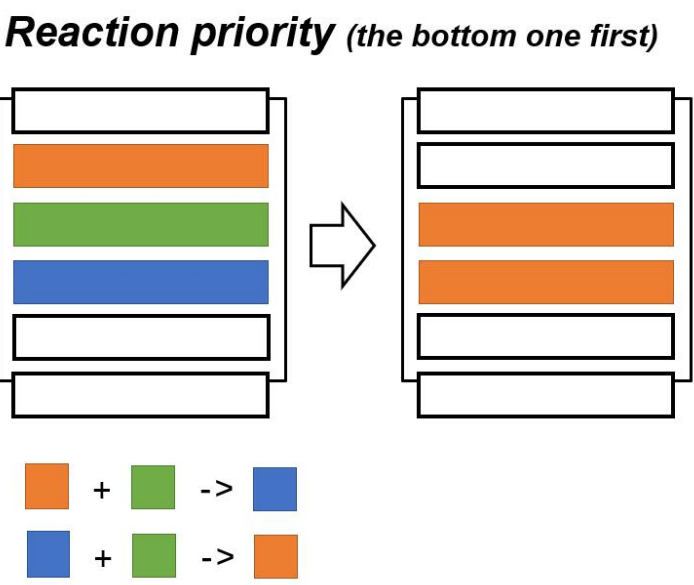 Reaction priority (the bottom one first)
+ ->
+ ->